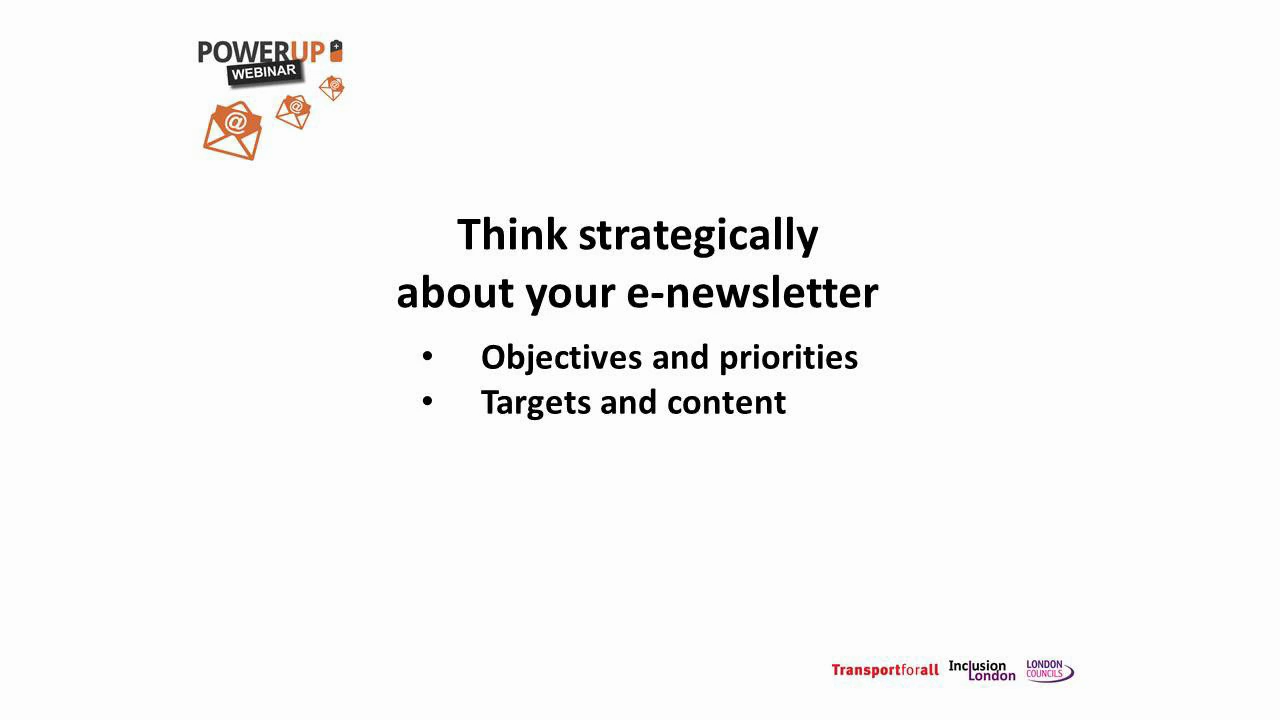 POWERUP
WEBINAR
@ @ @
Think strategically
about your e-newsletter
• Objectives and priorities
• Targets and content
Transportforall Inclusion London LONDON COUNCILS